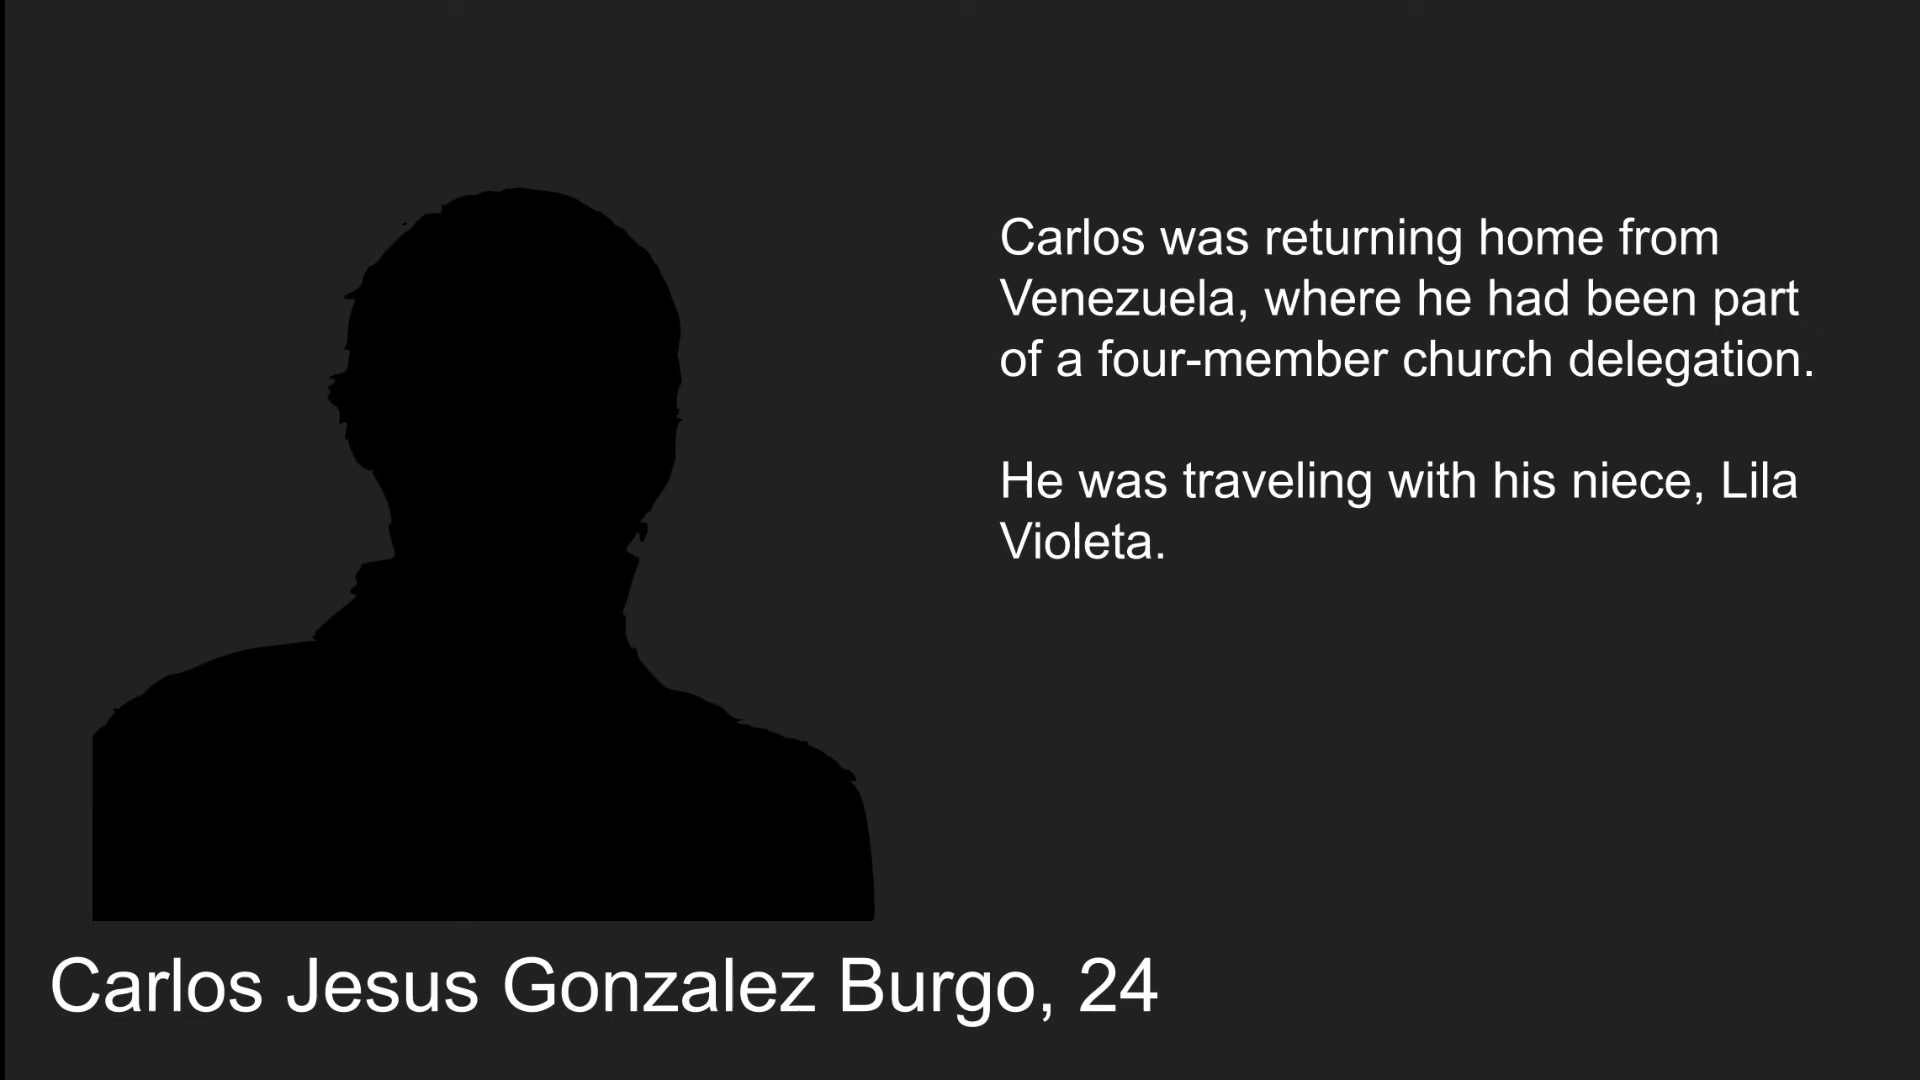 Carlos was returning home from
Venezuela, where he had been part
of a four-member church delegation.
He was traveling with his niece, Lila
Violeta.
Carlos Jesus Gonzalez Burgo, 24